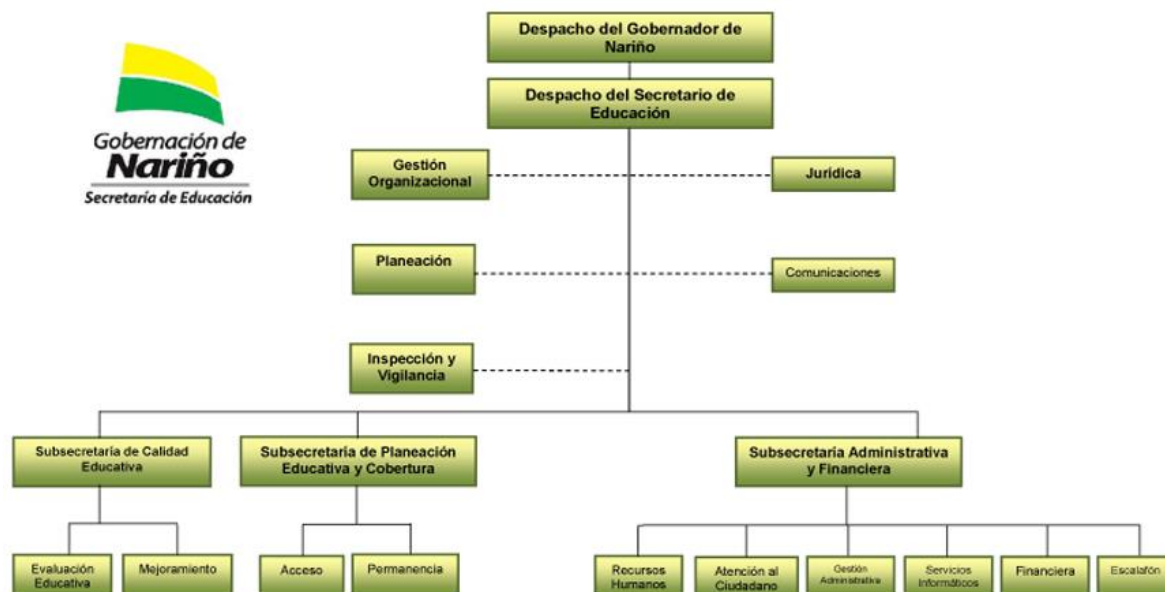 Despacho del Gobernador de
Nariño
Despacho del Secretario de
Educación
Gobernación de
Nariño
Secretaría de Educación
Gestión
Organizacional
Jurídica
Planeación
Comunicaciones
Inspección y
Vigilancia
Subsecretaría de Calidad
Educativa
Subsecretaría de Planeación
Educativa y Cobertura
Subsecretaría Administrativa
y Financiera
Evaluación
Educativa
Mejoramiento
Acceso
Permanencia
Recursos
Humanos
Atención al
Ciudadano
Gestión
Administrativa
Servicios
Informáticos
Financiera
Escalafón